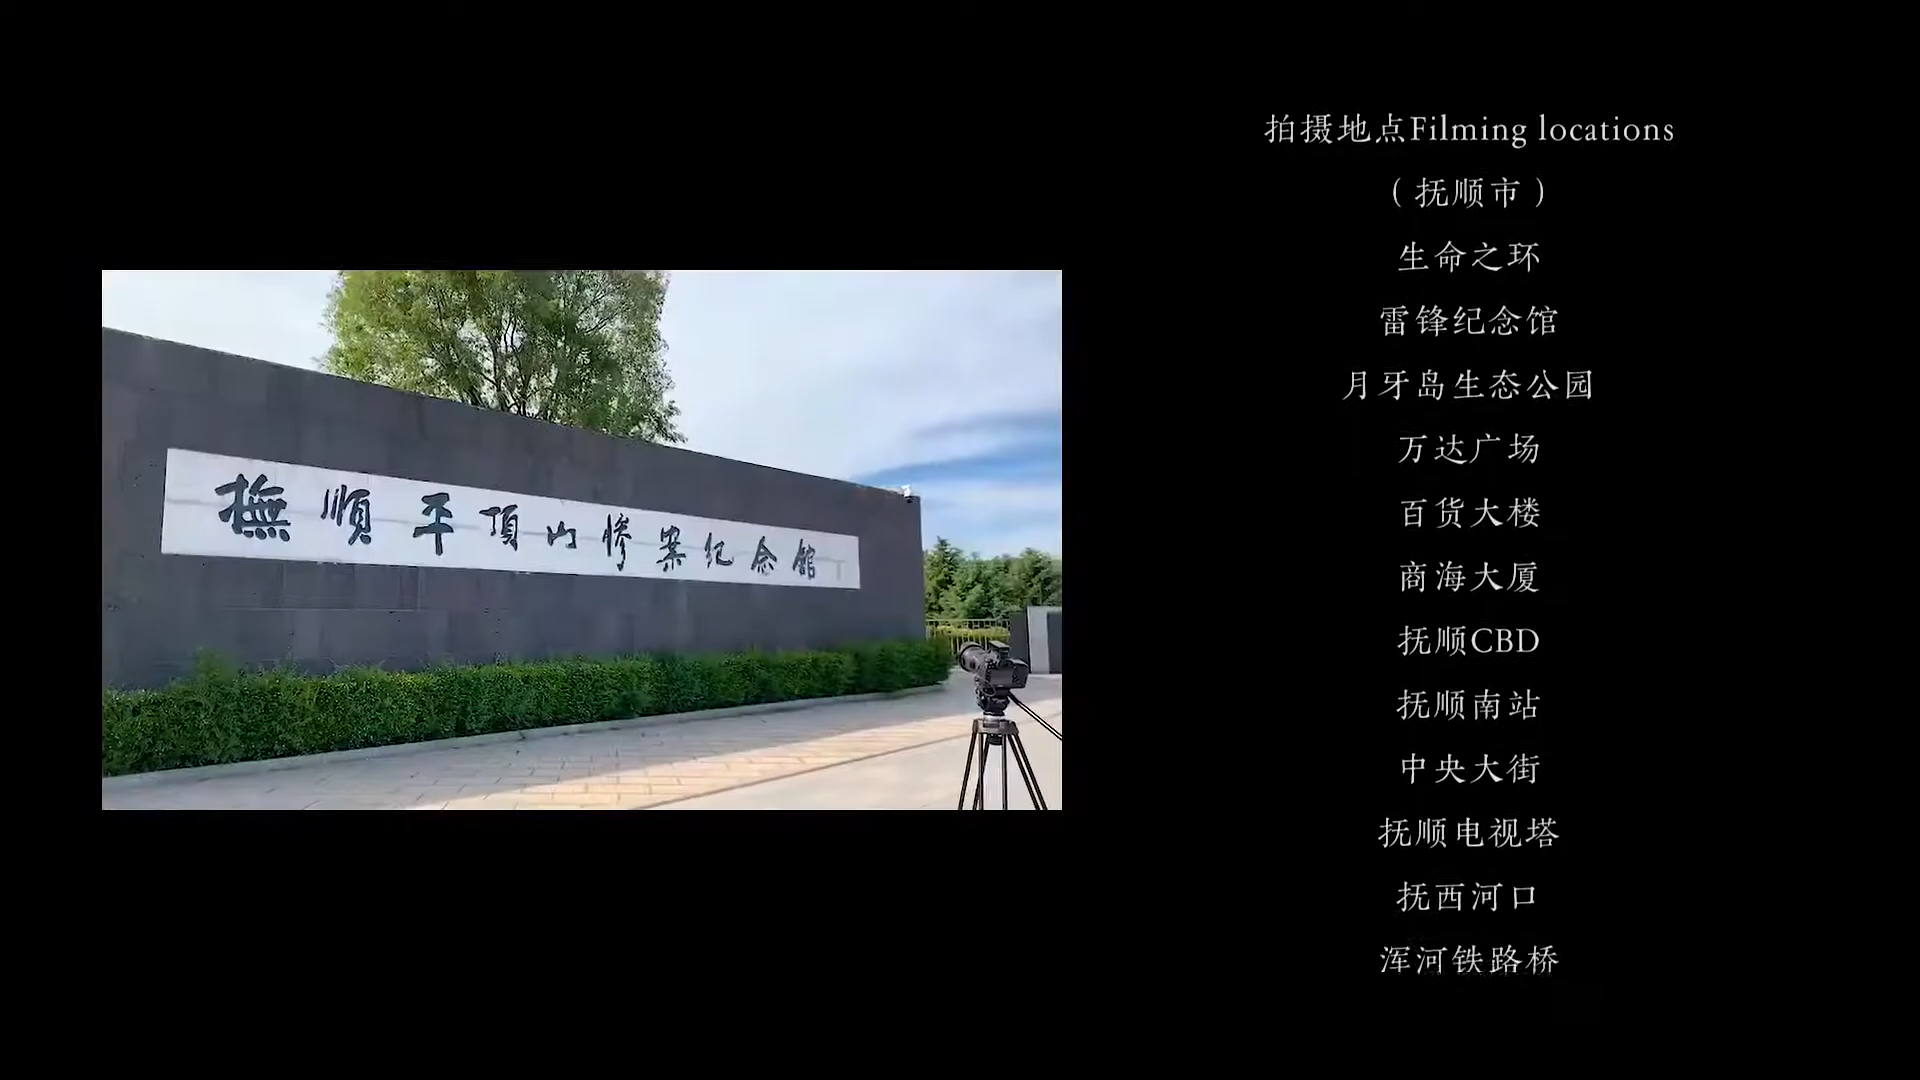 撫順平頂山惨案纪念館
拍摄地点Filming locations
（抚顺市）
生命之环
雷锋纪念馆
月牙岛生态公园
万达广场
百货大楼
商海大厦
抚顺CBD
抚顺南站
中央大街
抚顺电视塔
抚西河口
浑河铁路桥